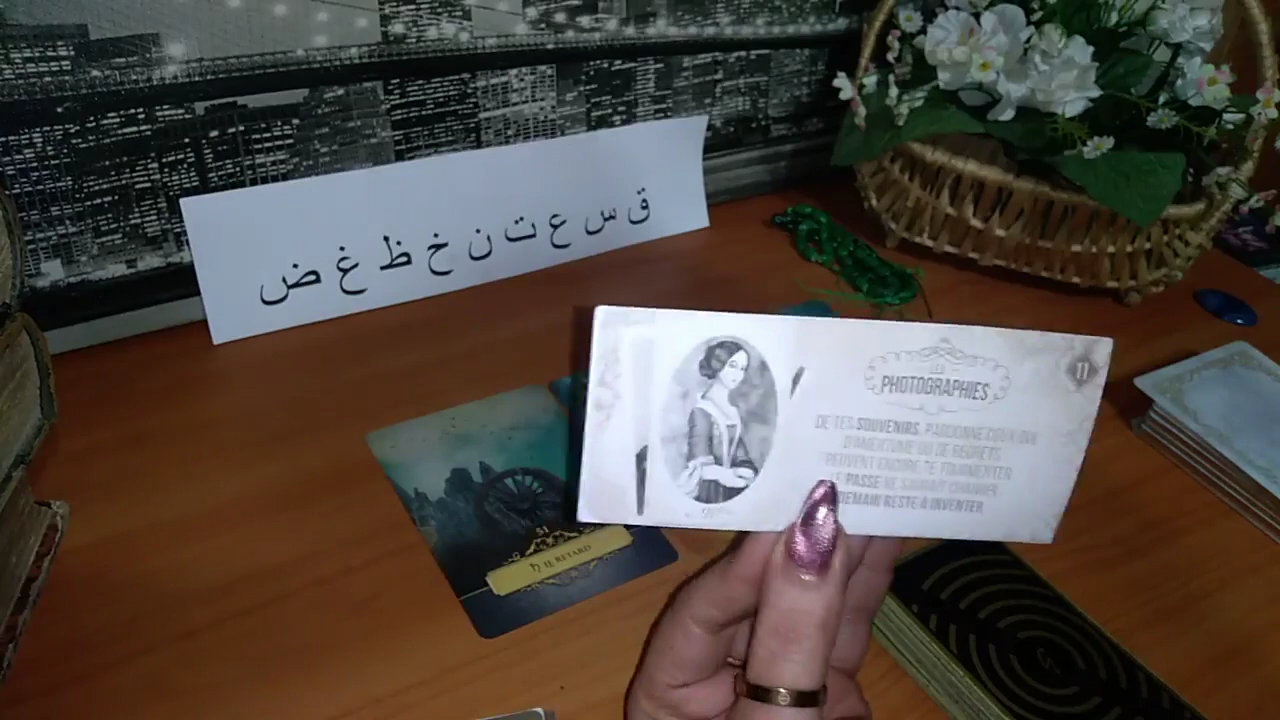 ق س ع ت ن خ ظ غ ض
LES
PHOTOGRAPHIES
11
DE TES SOUVENIRS, PARDONNE CEUX QUI
D'AMERTUME OU DE REGRETS
PEUVENT ENCORE TE TOURMENTER
LE PASSÉ NE SAURAIT CHANGER
DEMAIN RESTE À INVENTER
51
RETARD